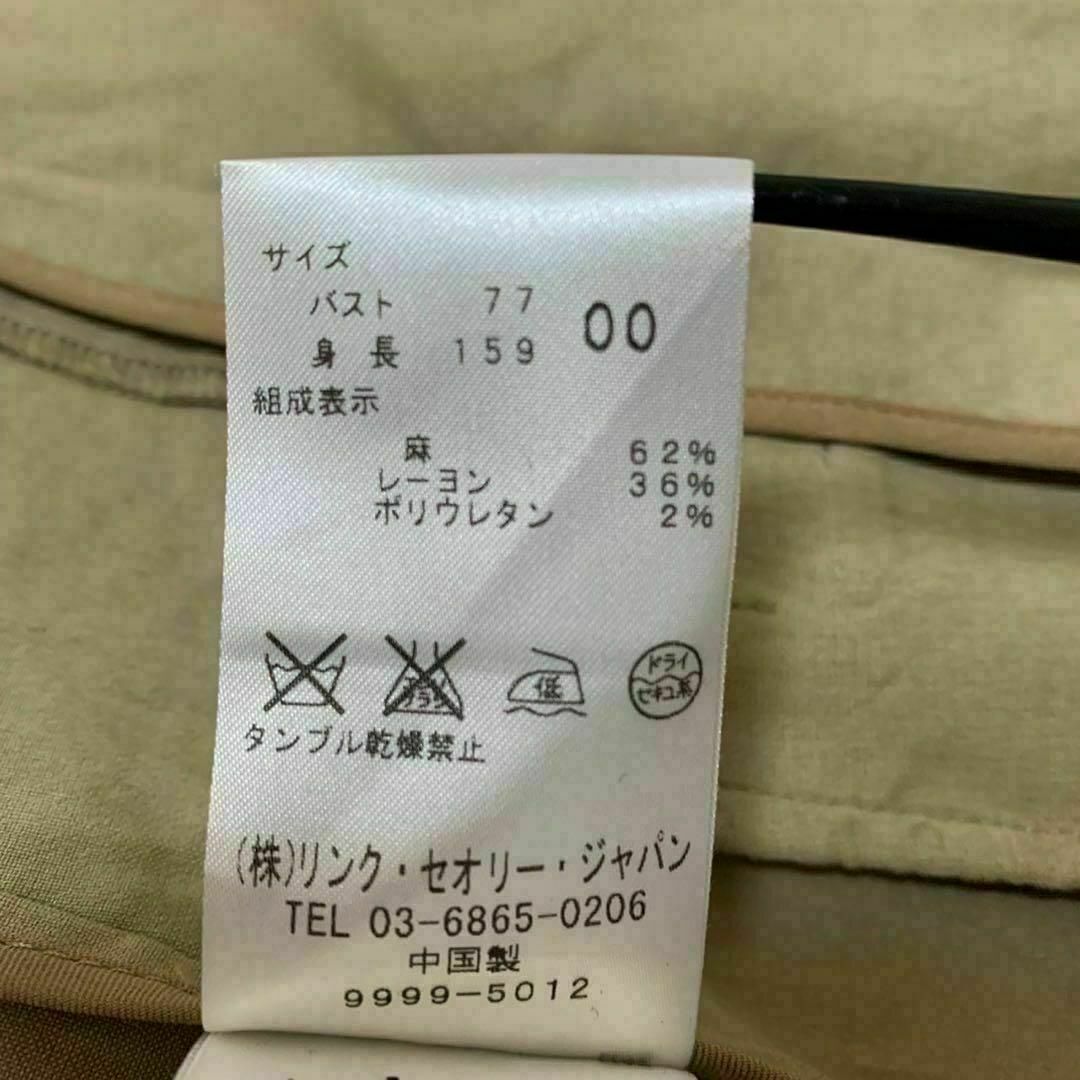 サイズ
バスト 77
00
身長 159
組成表示
麻 62%
レーヨン 36%
ポリウレタン 2%
低
ドライ
セキユ系
タンブル乾燥禁止
(株)リンク・セオリー・ジャパン
TEL 03-6865-0206
中国製
9999-5012